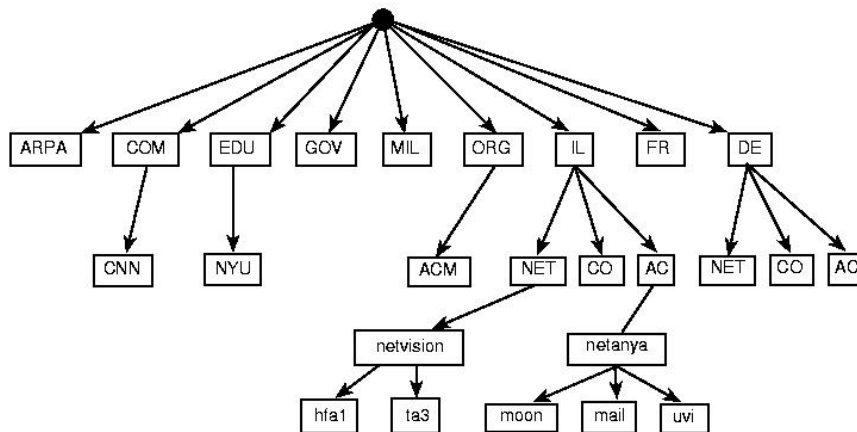 ARPA COM EDU GOV MIL ORG IL FR DE
CNN NYU ACM NET CO AC NET CO AC
netvision netanya
hfa1 ta3 moon mail uvi